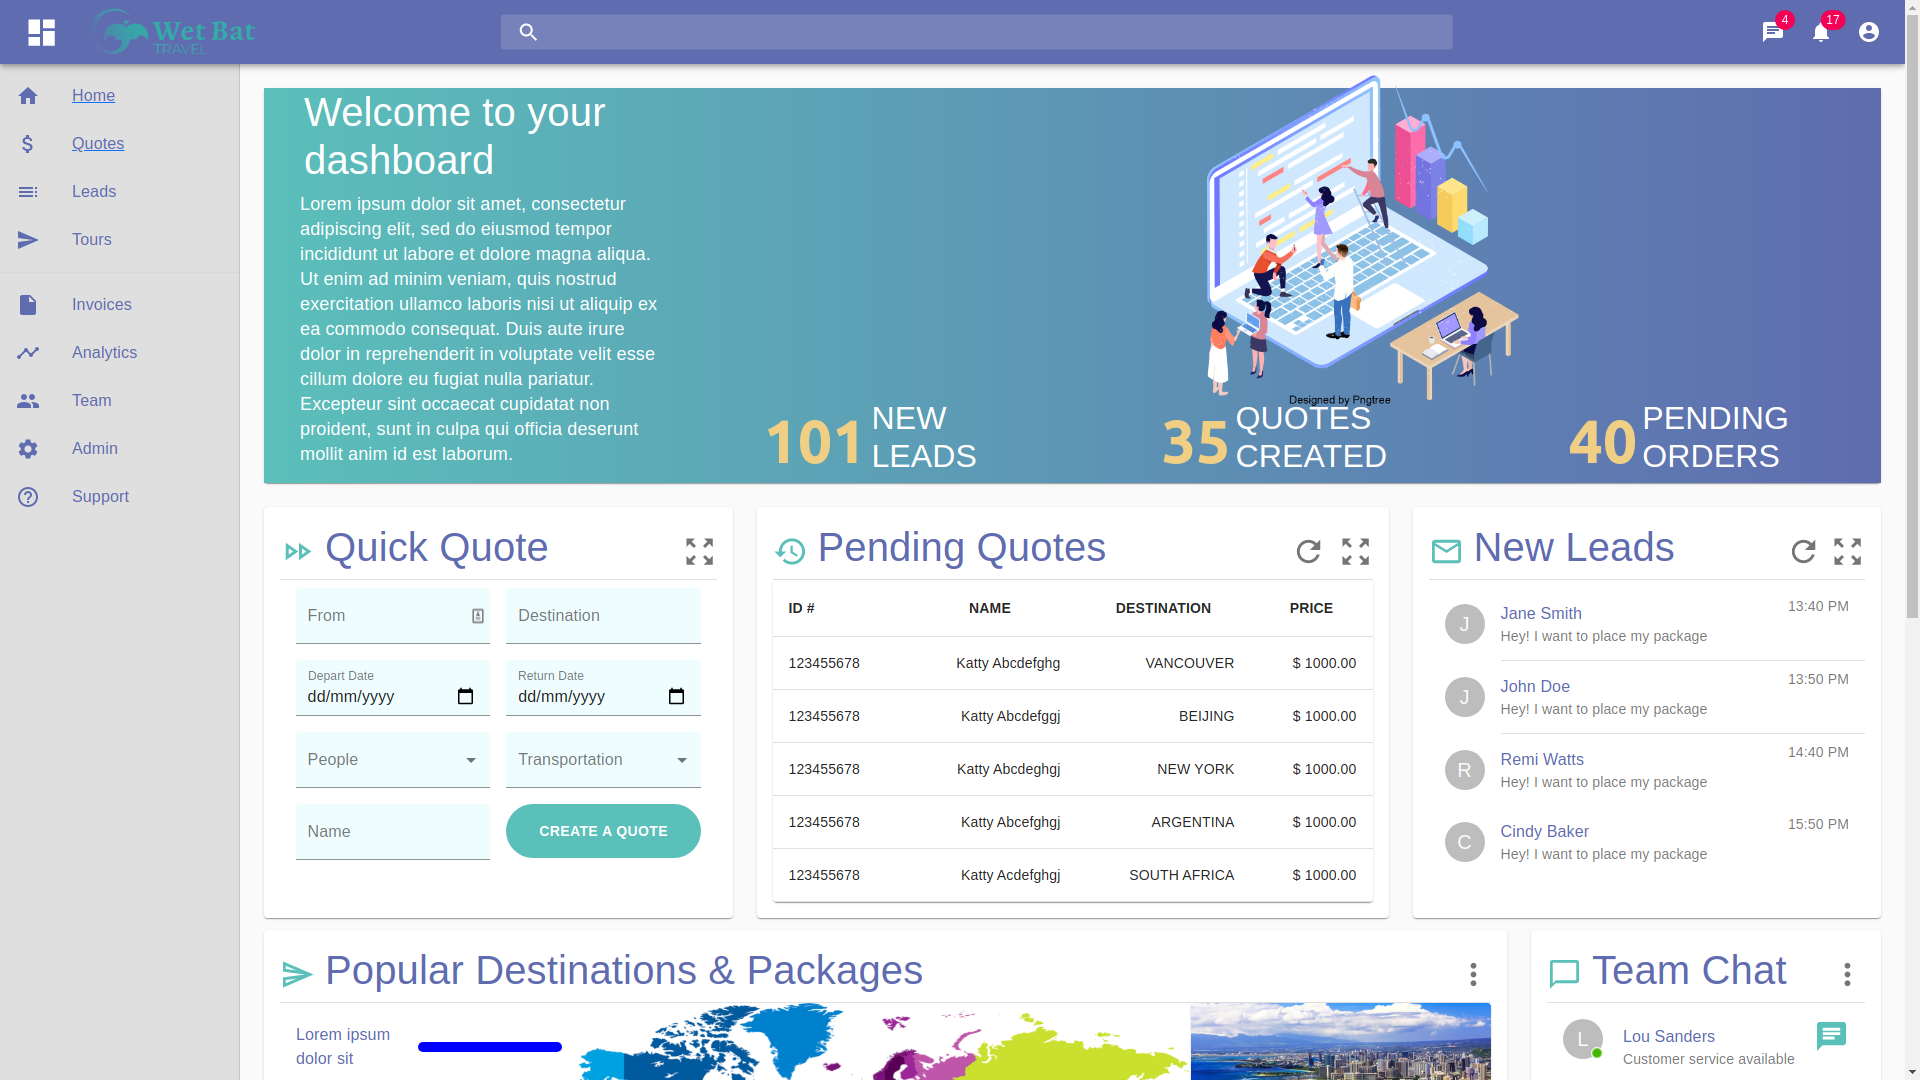 Wet Bat
TRAVEL
4
17
Home
Quotes
Leads
Tours
Invoices
Analytics
Team
Admin
Support
Welcome to your
dashboard
Lorem ipsum dolor sit amet, consectetur
adipiscing elit, sed do eiusmod tempor
incididunt ut labore et dolore magna aliqua.
Ut enim ad minim veniam, quis nostrud
exercitation ullamco laboris nisi ut aliquip ex
ea commodo consequat. Duis aute irure
dolor in reprehenderit in voluptate velit esse
cillum dolore eu fugiat nulla pariatur.
Excepteur sint occaecat cupidatat non
proident, sunt in culpa qui officia deserunt
mollit anim id est laborum.
Designed by Pngtree
101 NEW
LEADS
35 QUOTES
CREATED
40 PENDING
ORDERS
Quick Quote
From
Destination
Depart Date
dd/mm/yyyy
Return Date
dd/mm/yyyy
People
Transportation
Name
CREATE A QUOTE
Pending Quotes
ID # NAME DESTINATION PRICE
123455678 Katty Abcdefghg VANCOUVER $ 1000.00
123455678 Katty Abcdefggj BEIJING $ 1000.00
123455678 Katty Abcdeghgj NEW YORK $ 1000.00
123455678 Katty Abcefghgj ARGENTINA $ 1000.00
123455678 Katty Acdefghgj SOUTH AFRICA $ 1000.00
New Leads
J
Jane Smith
13:40 PM
Hey! I want to place my package
J
John Doe
13:50 PM
Hey! I want to place my package
R
Remi Watts
14:40 PM
Hey! I want to place my package
C
Cindy Baker
15:50 PM
Hey! I want to place my package
Popular Destinations & Packages
Lorem ipsum
dolor sit
Team Chat
L
Lou Sanders
Customer service available